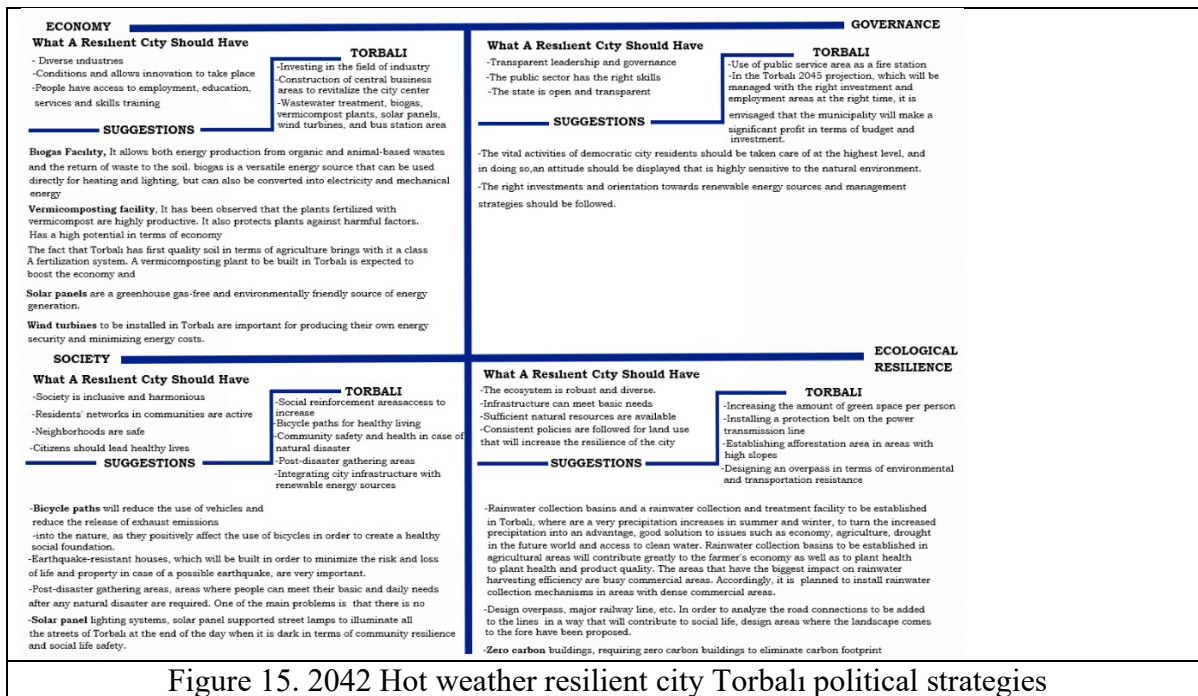 ECONOMY
What A Resılıent Cıty Should Have
- Diverse ındustries
-Conditions and allows innovation to take place
-People have access to employment, education,
services and skills training
TORBALI
-Investing in the field of industry
-Construction of central business
areas to revitalize the city center
-Wastewater treatment, biogas,
vermicompost plants, solar panels,
wind turbines, and bus station area
SUGGESTIONS
Bıogas Facılıty, It allows both energy production from organic and animal-based wastes
and the return of waste to the soil. biogas is a versatile energy source that can be used
directly for heating and lighting, but can also be converted into electricity and mechanical
energy
Vermicomposting facility, It has been observed that the plants fertilized with
vermicompost are highly productive. It also protects plants against harmful factors.
Has a high potential in terms of economy
The fact that Torbalı has first quality soil in terms of agriculture brings with it a class
A fertilization system. A vermicomposting plant to be built in Torbalı is expected to
boost the economy and
Solar panels are a greenhouse gas-free and environmentally friendly source of energy
generation.
Wind turbines to be installed in Torbalı are important for producing their own energy
security and minimizing energy costs.
GOVERNANCE
What A Resılıent Cıty Should Have
-Transparent leadership and governance
-The public sector has the right skills
-The state is open and transparent
TORBALI
-Use of public service area as a fire station
-In the Torbalı 2045 projection, which will be
managed with the right investment and
employment areas at the right time, it is
envisaged that the municipality will make a
significant profit in terms of budget and
investment.
SUGGESTIONS
-The vital activities of democratic city residents should be taken care of at the highest level, and
in doing so,an attitude should be displayed that is highly sensitive to the natural environment.
-The right investments and orientation towards renewable energy sources and management
strategies should be followed.
SOCIETY
What A Resılıent Cıty Should Have
-Society is inclusive and harmonious
-Residents' networks in communities are active
-Neighborhoods are safe
-Citizens should lead healthy lives
TORBALI
-Social reinforcement areasaccess to
increase
-Bicycle paths for healthy living
-Community safety and health in case of
natural disaster
-Post-disaster gathering areas
-Integrating city infrastructure with
renewable energy sources
SUGGESTIONS
-Bicycle paths will reduce the use of vehicles and
reduce the release of exhaust emissions
-into the nature, as they positively affect the use of bicycles in order to create a healthy
social foundation.
-Earthquake-resistant houses, which will be built in order to minimize the risk and loss
of life and property in case of a possible earthquake, are very important.
-Post-disaster gathering areas, areas where people can meet their basic and daily needs
after any natural disaster are required. One of the main problems is that there is no
-Solar panel lighting systems, solar panel supported street lamps to illuminate all
the streets of Torbalı at the end of the day when it is dark in terms of community resilience
and social life safety.
ECOLOGICAL
RESILIENCE
What A Resılıent Cıty Should Have
-The ecosystem is robust and diverse.
-Infrastructure can meet basic needs
-Sufficient natural resources are available
-Consistent policies are followed for land use
that will increase the resilience of the city
TORBALI
-Increasing the amount of green space per person
-Installing a protection belt on the power
transmission line
-Establishing afforestation area in areas with
high slopes
-Designing an overpass in terms of environmental
and transportation resistance
SUGGESTIONS
-Rainwater collection basins and a rainwater collection and treatment facility to be established
in Torbalı, where are a very precipitation increases in summer and winter, to turn the increased
precipitation into an advantage, good solution to issues such as economy, agriculture, drought
in the future world and access to clean water. Rainwater collection basins to be established in
agricultural areas will contribute greatly to the farmer's economy as well as to plant health
to plant health and product quality. The areas that have the biggest impact on rainwater
harvesting efficiency are busy commercial areas. Accordingly, it is planned to install rainwater
collection mechanisms in areas with dense commercial areas.
-Design overpass, major railway line, etc. In order to analyze the road connections to be added
to the lines in a way that will contribute to social life, design areas where the landscape comes
to the fore have been proposed.
-Zero carbon buildings, requiring zero carbon buildings to eliminate carbon footprint
Figure 15. 2042 Hot weather resilient city Torbalı political strategies